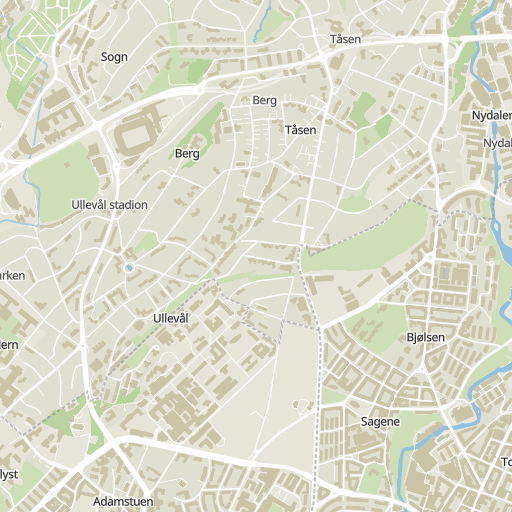 Tåsen
Sogn
Berg
Nydalen
Tåsen
Berg
Ullevål stadion
Ullevål
Bjølsen
Sagene
Adamstuen